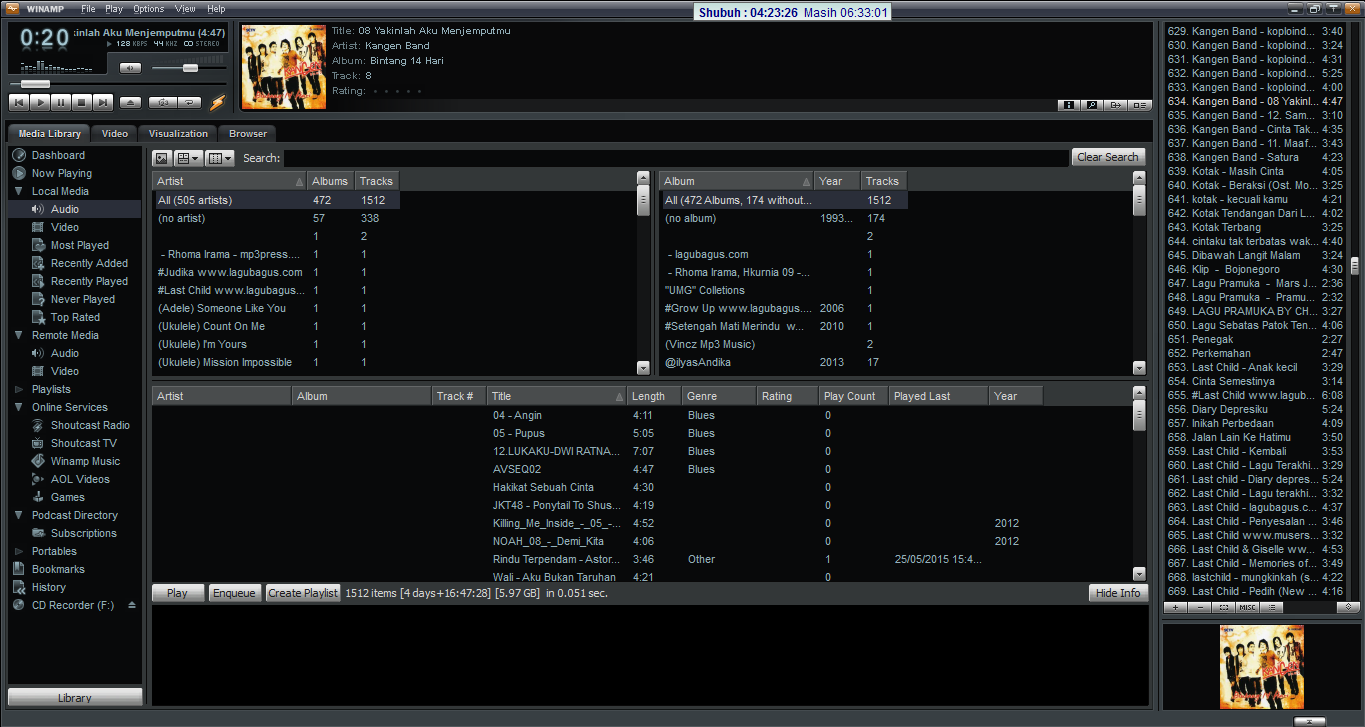 WINAMP File Play Options View Help
Shubuh : 04:23:26 Masih 06:33:01
0:20
kinlah Aku Menjemputmu (4:47)
128 KBPS 44 KHZ STEREO
Title: 08 Yakinlah Aku Menjemputmu
Artist: Kangen Band
Album: Bintang 14 Hari
Track: 8
Rating:
Media Library Video Visualization Browser
Dashboard
Now Playing
Local Media
Audio
Video
Most Played
Recently Added
Recently Played
Never Played
Top Rated
Remote Media
Audio
Video
Playlists
Online Services
Shoutcast Radio
Shoutcast TV
Winamp Music
AOL Videos
Games
Podcast Directory
Subscriptions
Portables
Bookmarks
History
CD Recorder (F:)
Library
Search: Clear Search
Artist Albums Tracks
All (505 artists) 472 1512
(no artist) 57 338
1 2
- Rhoma Irama - mp3press.... 1 1
#Judika www.lagubagus.com 1 1
#Last Child www.lagubagus.... 1 1
(Adele) Someone Like You 1 1
(Ukulele) Count On Me 1 1
(Ukulele) I'm Yours 1 1
(Ukulele) Mission Impossible 1 1
Album Year Tracks
All (472 Albums, 174 without... 1512
(no album) 1993... 174
2
- lagubagus.com 1
- Rhoma Irama, Hkurnia 09 -... 1
"UMG" Colletions 1
#Grow Up www.lagubagus.... 2006 1
#Setengah Mati Merindu w... 2010 1
(Vincz Mp3 Music) 2
@ilyasAndika 2013 17
Artist Album Track # Title Length Genre Rating Play Count Played Last Year
04 - Angin 4:11 Blues 0
05 - Pupus 5:05 Blues 0
12.LUKAKU-DWI RATNA... 7:07 Blues 0
AVSEQ02 4:47 Blues 0
Hakikat Sebuah Cinta 4:30 0
JKT48 - Ponytail To Shus... 4:19 0
Killing_Me_Inside_-_05_-... 4:52 0 2012
NOAH_08_-_Demi_Kita 4:06 0 2012
Rindu Terpendam - Astor... 3:46 Other 1 25/05/2015 15:4...
Wali - Aku Bukan Taruhan 4:21 0
Play Enqueue Create Playlist 1512 items [4 days+16:47:28] [5.97 GB] in 0.051 sec. Hide Info
629. Kangen Band - koploind... 3:40
630. Kangen Band - koploind... 3:24
631. Kangen Band - koploind... 4:31
632. Kangen Band - koploind... 5:25
633. Kangen Band - koploind... 4:00
634. Kangen Band - 08 Yakinl... 4:47
635. Kangen Band - 12. Sam... 3:10
636. Kangen Band - Cinta Tak... 4:35
637. Kangen Band - 11. Maaf... 3:43
638. Kangen Band - Satura 4:23
639. Kotak - Masih Cinta 4:05
640. Kotak - Beraksi (Ost. Mo... 3:25
641. kotak - kecuali kamu 4:21
642. Kotak Tendangan Dari L... 4:02
643. Kotak Terbang 3:25
644. cintaku tak terbatas wak... 4:40
645. Dibawah Langit Malam 3:24
646. Klip - Bojonegoro 4:30
647. Lagu Pramuka - Mars J... 2:36
648. Lagu Pramuka - Pramu... 2:32
649. LAGU PRAMUKA BY CH... 3:27
650. Lagu Sebatas Patok Ten... 4:06
651. Penegak 2:27
652. Perkemahan 2:47
653. Last Child - Anak kecil 3:29
654. Cinta Semestinya 3:14
655. #Last Child www.lagub... 6:08
656. Diary Depresiku 5:24
657. Inikah Perbedaan 4:09
658. Jalan Lain Ke Hatimu 3:50
659. Last Child - Kembali 3:53
660. Last Child - Lagu Terakhi... 3:29
661. Last child - Diary depres... 5:24
662. Last Child - Lagu terakhi... 3:32
663. Last Child - lagubagus.c... 4:37
664. Last Child - Penyesalan ... 3:46
665. Last Child www.musers... 3:32
666. Last Child & Giselle ww... 4:53
667. Last Child - Memories of... 3:49
668. lastchild - mungkinkah (s... 4:22
669. Last Child - Pedih (New ... 4:16
MISC